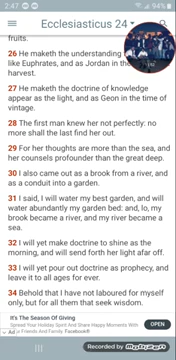 2:47
Ecclesiasticus 24
fruits.
26 He maketh the understanding
like Euphrates, and as Jordan in the
harvest.
27 He maketh the doctrine of knowledge
appear as the light, and as Geon in the time of
vintage.
28 The first man knew her not perfectly: no
more shall the last find her out.
29 For her thoughts are more than the sea, and
her counsels profounder than the great deep.
30 I also came out as a brook from a river, and
as a conduit into a garden.
31 I said, I will water my best garden, and will
water abundantly my garden bed: and, lo, my
brook became a river, and my river became a
sea.
32 I will yet make doctrine to shine as the
morning, and will send forth her light afar off.
33 I will yet pour out doctrine as prophecy, and
leave it to all ages for ever.
34 Behold that I have not laboured for myself
only, but for all them that seek wisdom.
It's The Season Of Giving
Spread Your Holiday Spirit And Share Happy Moments With
Friends And Family
Facebook
Ad
OPEN
RECORDED BY